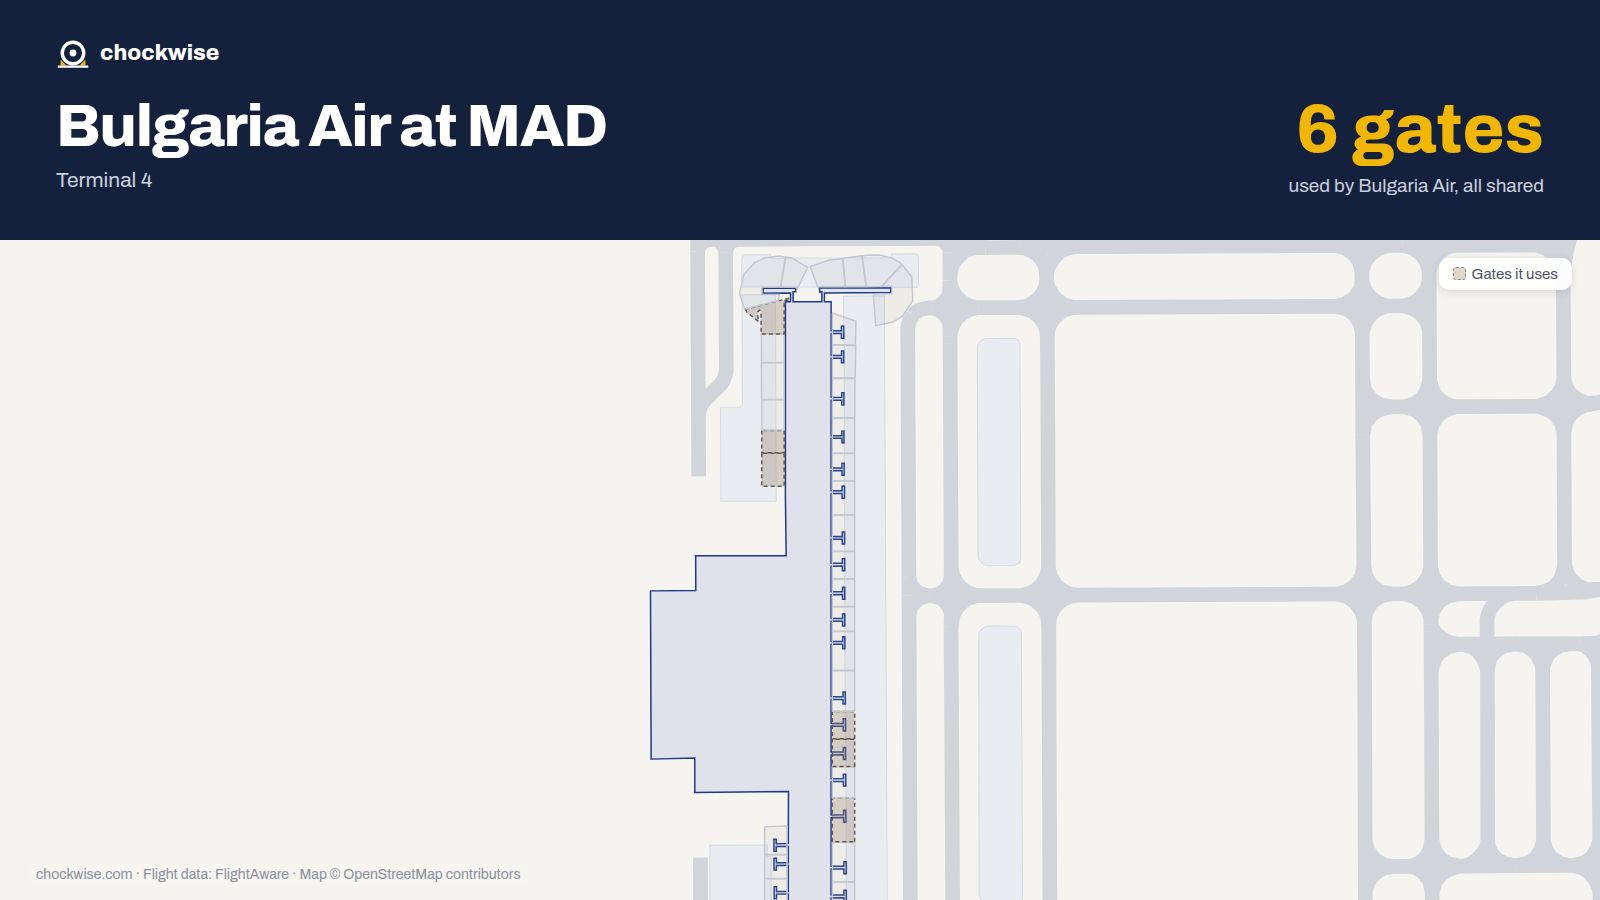 chockwise
Bulgaria Air at MAD
Terminal 4
6 gates
used by Bulgaria Air, all shared
Gates it uses
chockwise.com · Flight data: FlightAware · Map © OpenStreetMap contributors